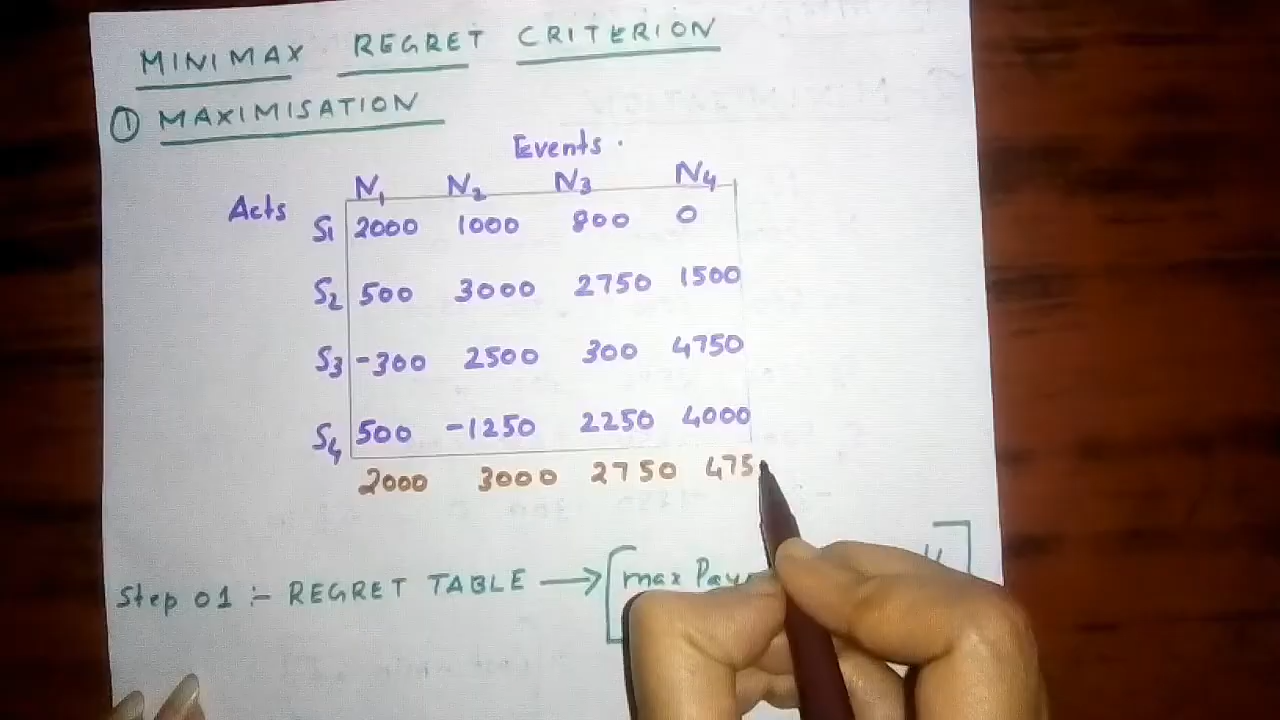 MINIMAX REGRET CRITERION
① MAXIMISATION
Events .
Acts N1 N2 N3 N4
S1 2000 1000 800 0
S2 500 3000 2750 1500
S3 -300 2500 300 4750
S4 500 -1250 2250 4000
2000 3000 2750 475
Step 01 :- REGRET TABLE → [max